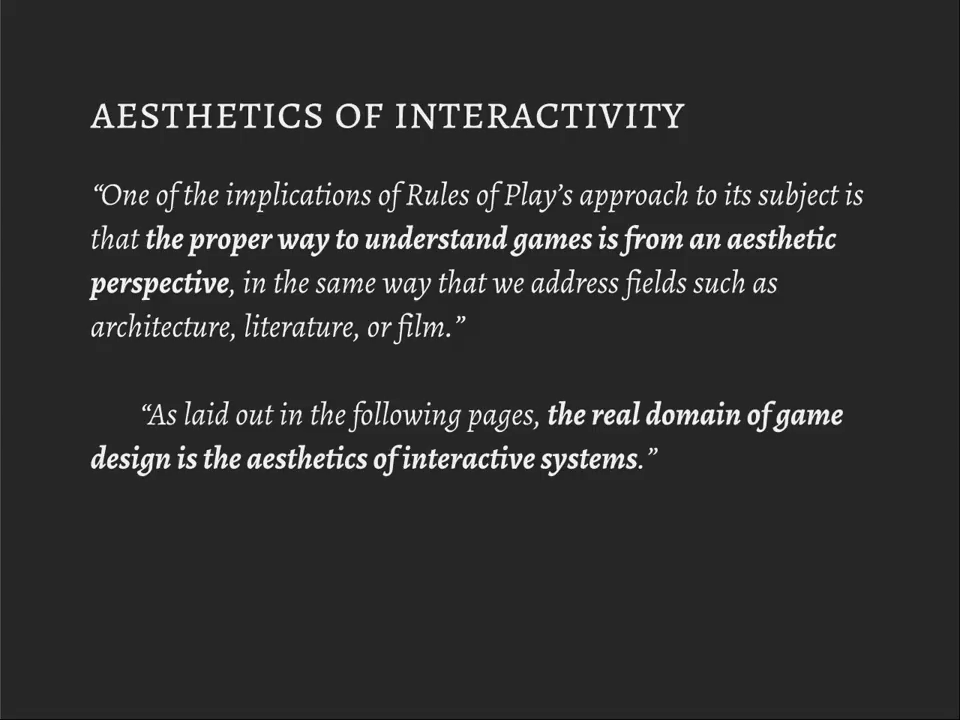 AESTHETICS OF INTERACTIVITY
“One of the implications of Rules of Play’s approach to its subject is
that the proper way to understand games is from an aesthetic
perspective, in the same way that we address fields such as
architecture, literature, or film.”
“As laid out in the following pages, the real domain of game
design is the aesthetics of interactive systems.”